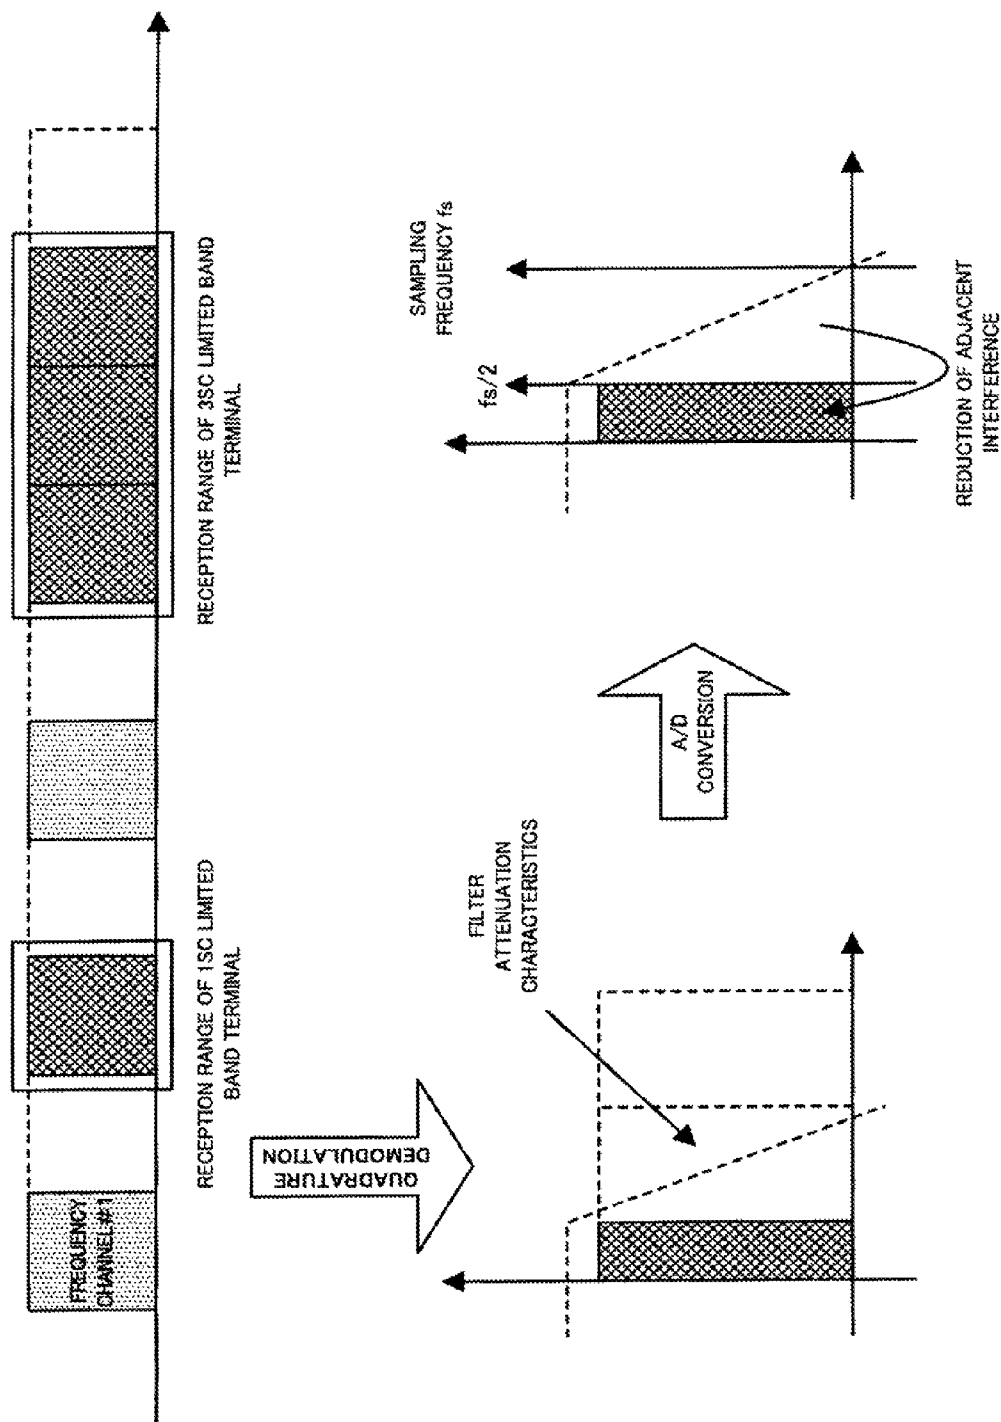 FREQUENCY
CHANNEL#1
RECEPTION RANGE OF 1SC LIMITED
BAND TERMINAL
RECEPTION RANGE OF 3SC LIMITED BAND
TERMINAL
QUADRATURE
DEMODULATION
FILTER
ATTENUATION
CHARACTERISTICS
A/D
CONVERSION
SAMPLING
FREQUENCY fs
fs/2
REDUCTION OF ADJACENT
INTERFERENCE